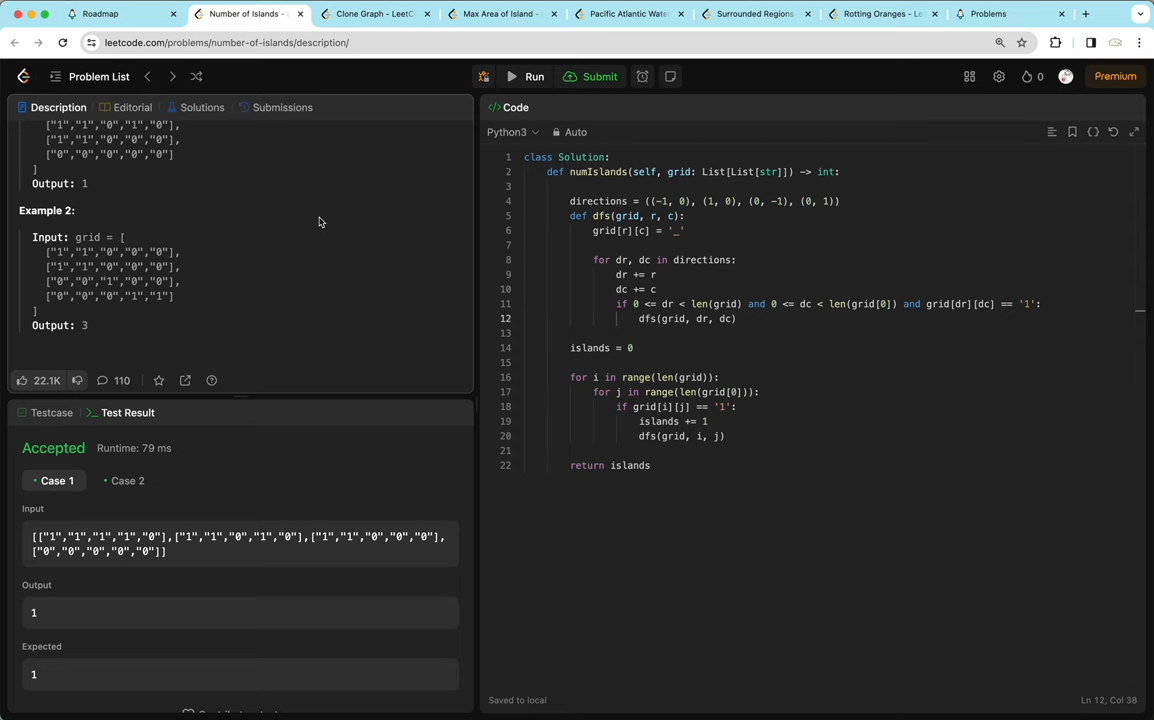 Roadmap
Number of Islands -
Clone Graph - LeetC
Max Area of Island -
Pacific Atlantic Wate
Surrounded Regions
Rotting Oranges - Le
Problems
leetcode.com/problems/number-of-islands/description/
Problem List
Run
Submit
0
Premium
Description
Editorial
Solutions
Submissions
["1","1","0","1","0"],
["1","1","0","0","0"],
["0","0","0","0","0"]
]
Output: 1
Example 2:
Input: grid = [
["1","1","0","0","0"],
["1","1","0","0","0"],
["0","0","1","0","0"],
["0","0","0","1","1"]
]
Output: 3
22.1K
110
Testcase
Test Result
Accepted
Runtime: 79 ms
Case 1
Case 2
Input
[["1","1","1","1","0"],["1","1","0","1","0"],["1","1","0","0","0"],
["0","0","0","0","0"]]
Output
1
Expected
1
Code
Python3
Auto
1 class Solution:
2 def numIslands(self, grid: List[List[str]]) -> int:
3
4 directions = ((-1, 0), (1, 0), (0, -1), (0, 1))
5 def dfs(grid, r, c):
6 grid[r][c] = '_'
7
8 for dr, dc in directions:
9 dr += r
10 dc += c
11 if 0 <= dr < len(grid) and 0 <= dc < len(grid[0]) and grid[dr][dc] == '1':
12 dfs(grid, dr, dc)
13
14 islands = 0
15
16 for i in range(len(grid)):
17 for j in range(len(grid[0])):
18 if grid[i][j] == '1':
19 islands += 1
20 dfs(grid, i, j)
21
22 return islands
Saved to local
Ln 12, Col 38